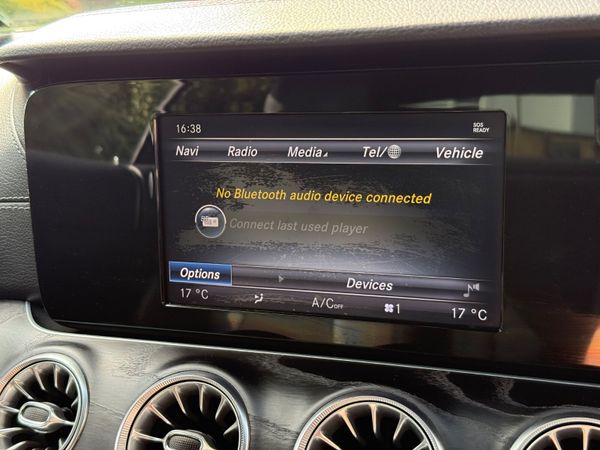 16:38
SOS
READY
Navi Radio Media Tel/ Vehicle
No Bluetooth audio device connected
Connect last used player
Options Devices
17 °C A/C OFF 1 17 °C